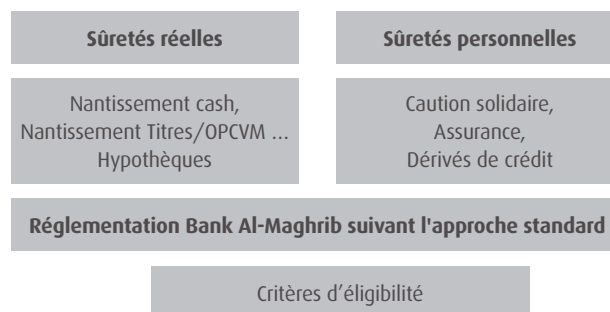 Sûretés réelles
Sûretés personnelles
Nantissement cash,
Nantissement Titres/OPCVM ...
Hypothèques
Caution solidaire,
Assurance,
Dérivés de crédit
Réglementation Bank Al-Maghrib suivant l'approche standard
Critères d’éligibilité